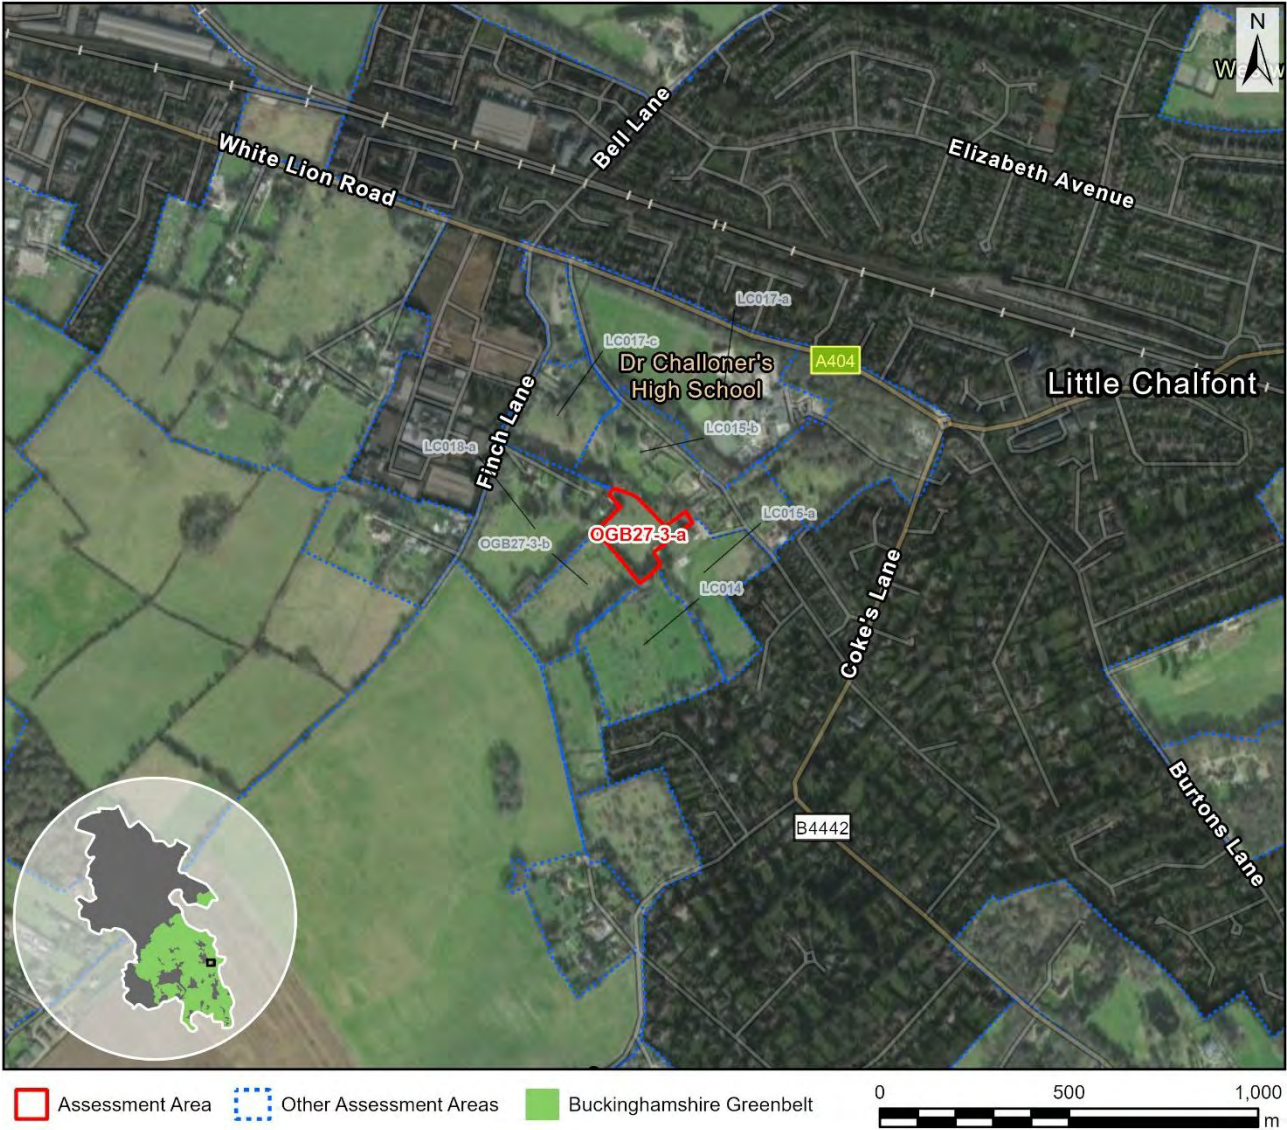 N
Bell Lane
White Lion Road
Elizabeth Avenue
LC017-a
LC017-c
Dr Challoner's
High School
A404
Little Chalfont
Finch Lane
LC018-a
LC015-b
LC015-a
OGB27-3-a
OGB27-3-b
LC014
Coke's Lane
Burtons Lane
B4442
Assessment Area
Other Assessment Areas
Buckinghamshire Greenbelt
0
500
1,000
m